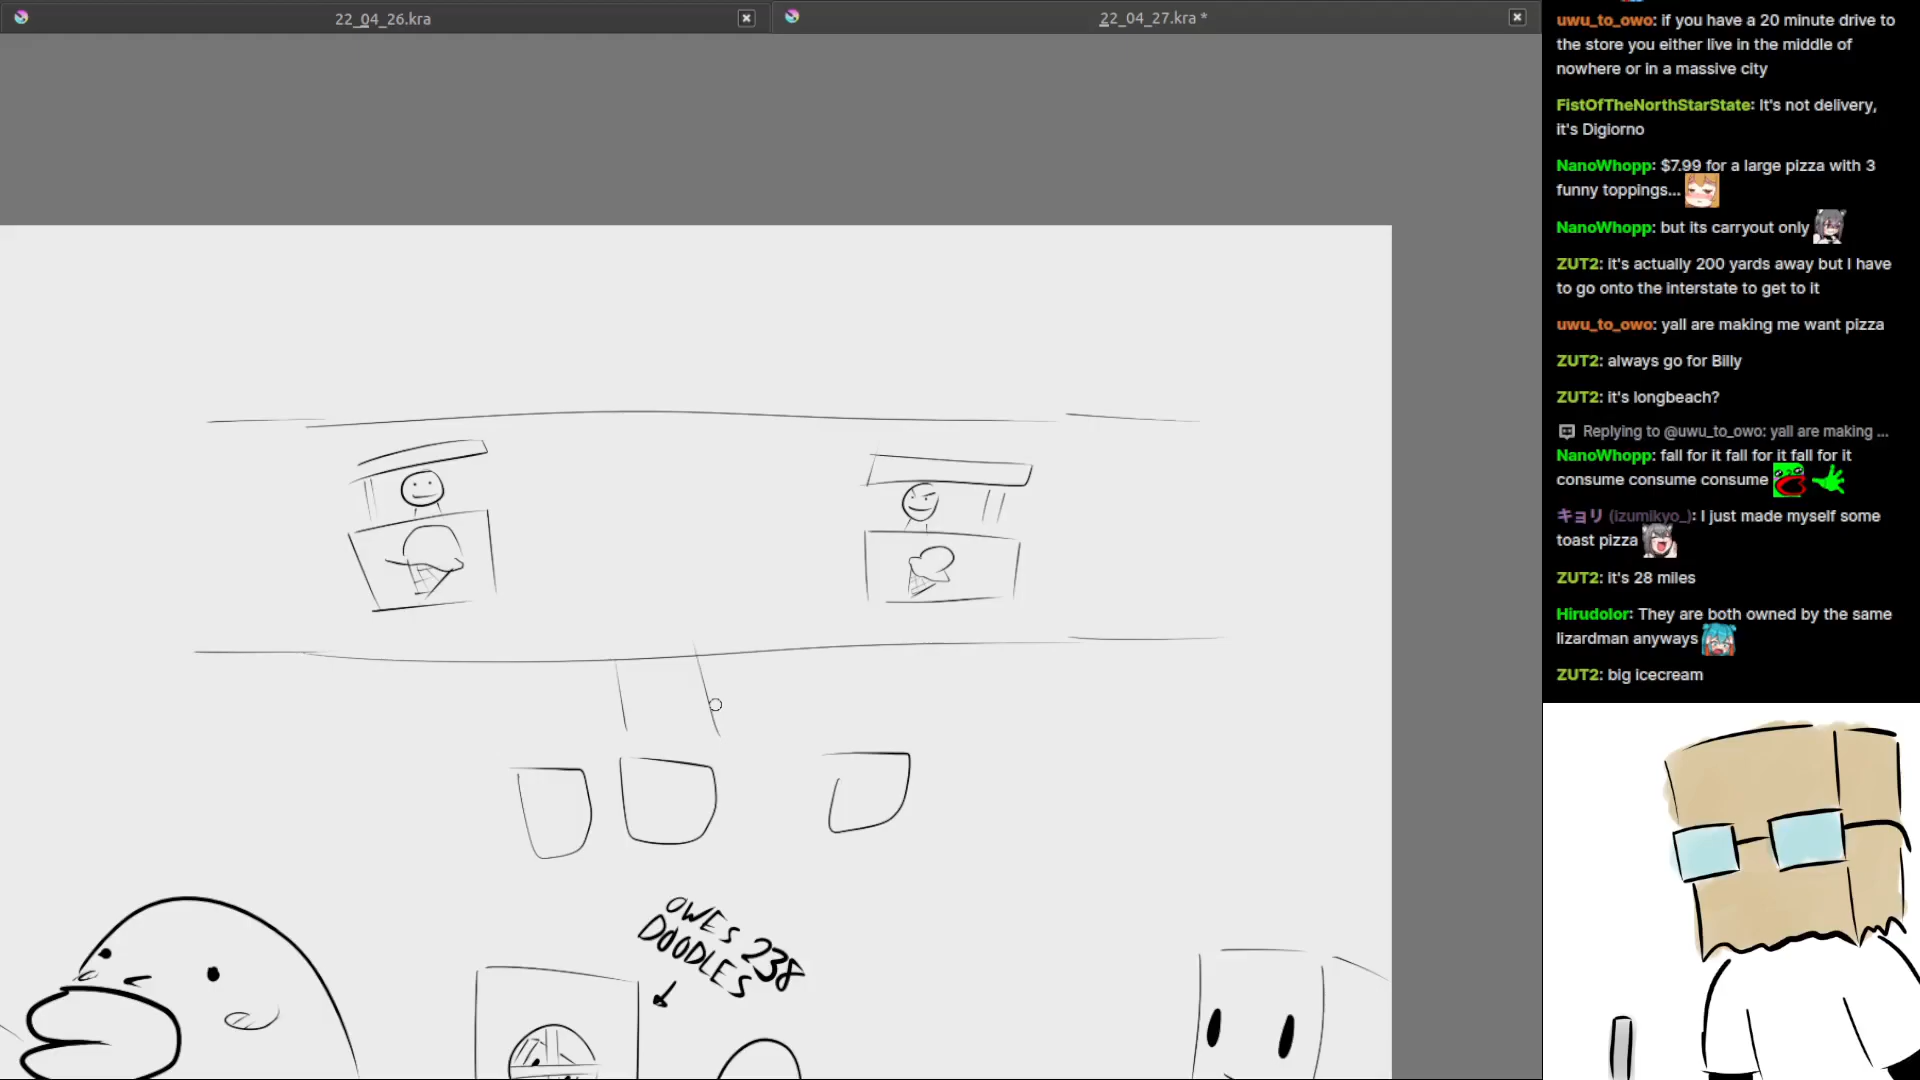 22_04_26.kra
22_04_27.kra *
uwu_to_owo: if you have a 20 minute drive to
the store you either live in the middle of
nowhere or in a massive city
FistOfTheNorthStarState: It's not delivery,
it's Digiorno
NanoWhopp: $7.99 for a large pizza with 3
funny toppings...
NanoWhopp: but its carryout only
ZUT2: it's actually 200 yards away but I have
to go onto the interstate to get to it
uwu_to_owo: yall are making me want pizza
ZUT2: always go for Billy
ZUT2: it's longbeach?
Replying to @uwu_to_owo: yall are making ...
NanoWhopp: fall for it fall for it fall for it
consume consume consume
キョリ (izumikyo_): I just made myself some
toast pizza
ZUT2: it's 28 miles
Hirudolor: They are both owned by the same
lizardman anyways
ZUT2: big icecream
OWES 238
DOODLES